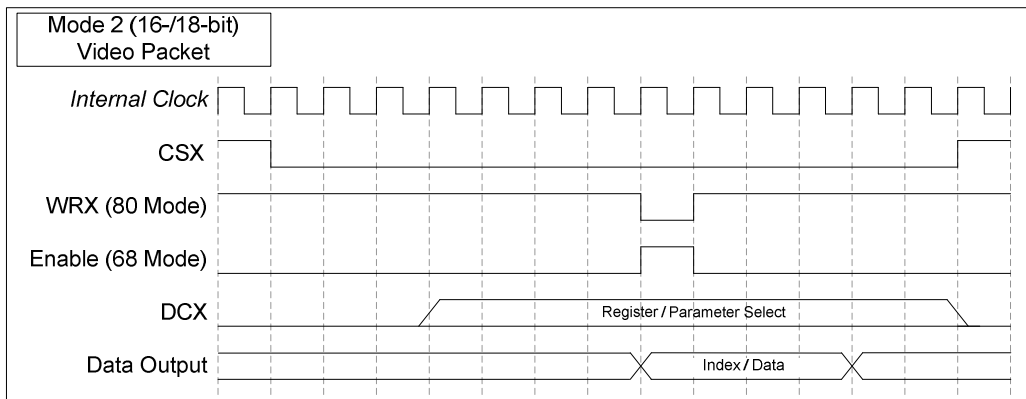 Mode 2 (16-/18-bit)
Video Packet
Internal Clock
CSX
WRX (80 Mode)
Enable (68 Mode)
DCX
Register / Parameter Select
Data Output
Index / Data